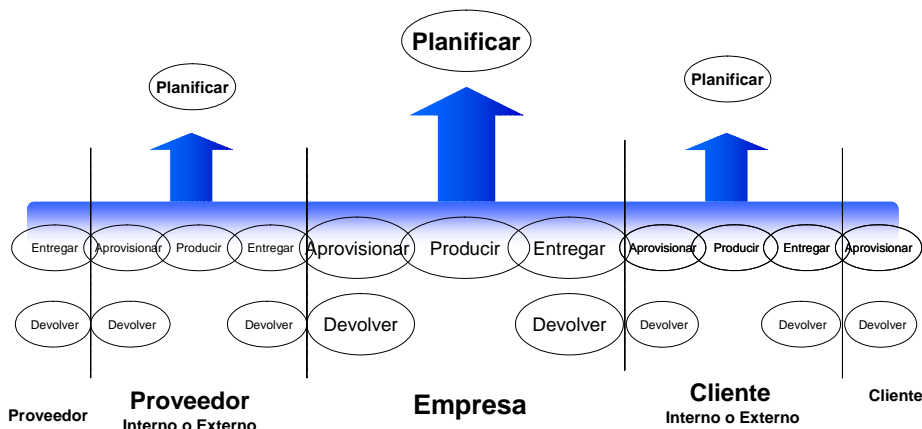 Planificar
Planificar
Planificar
Entregar Aprovisionar Producir Entregar Aprovisionar Producir Entregar Aprovisionar Producir Entregar Aprovisionar
Devolver Devolver Devolver Devolver Devolver Devolver Devolver Devolver
Proveedor
Proveedor
Interno o Externo
Empresa
Cliente
Interno o Externo
Cliente